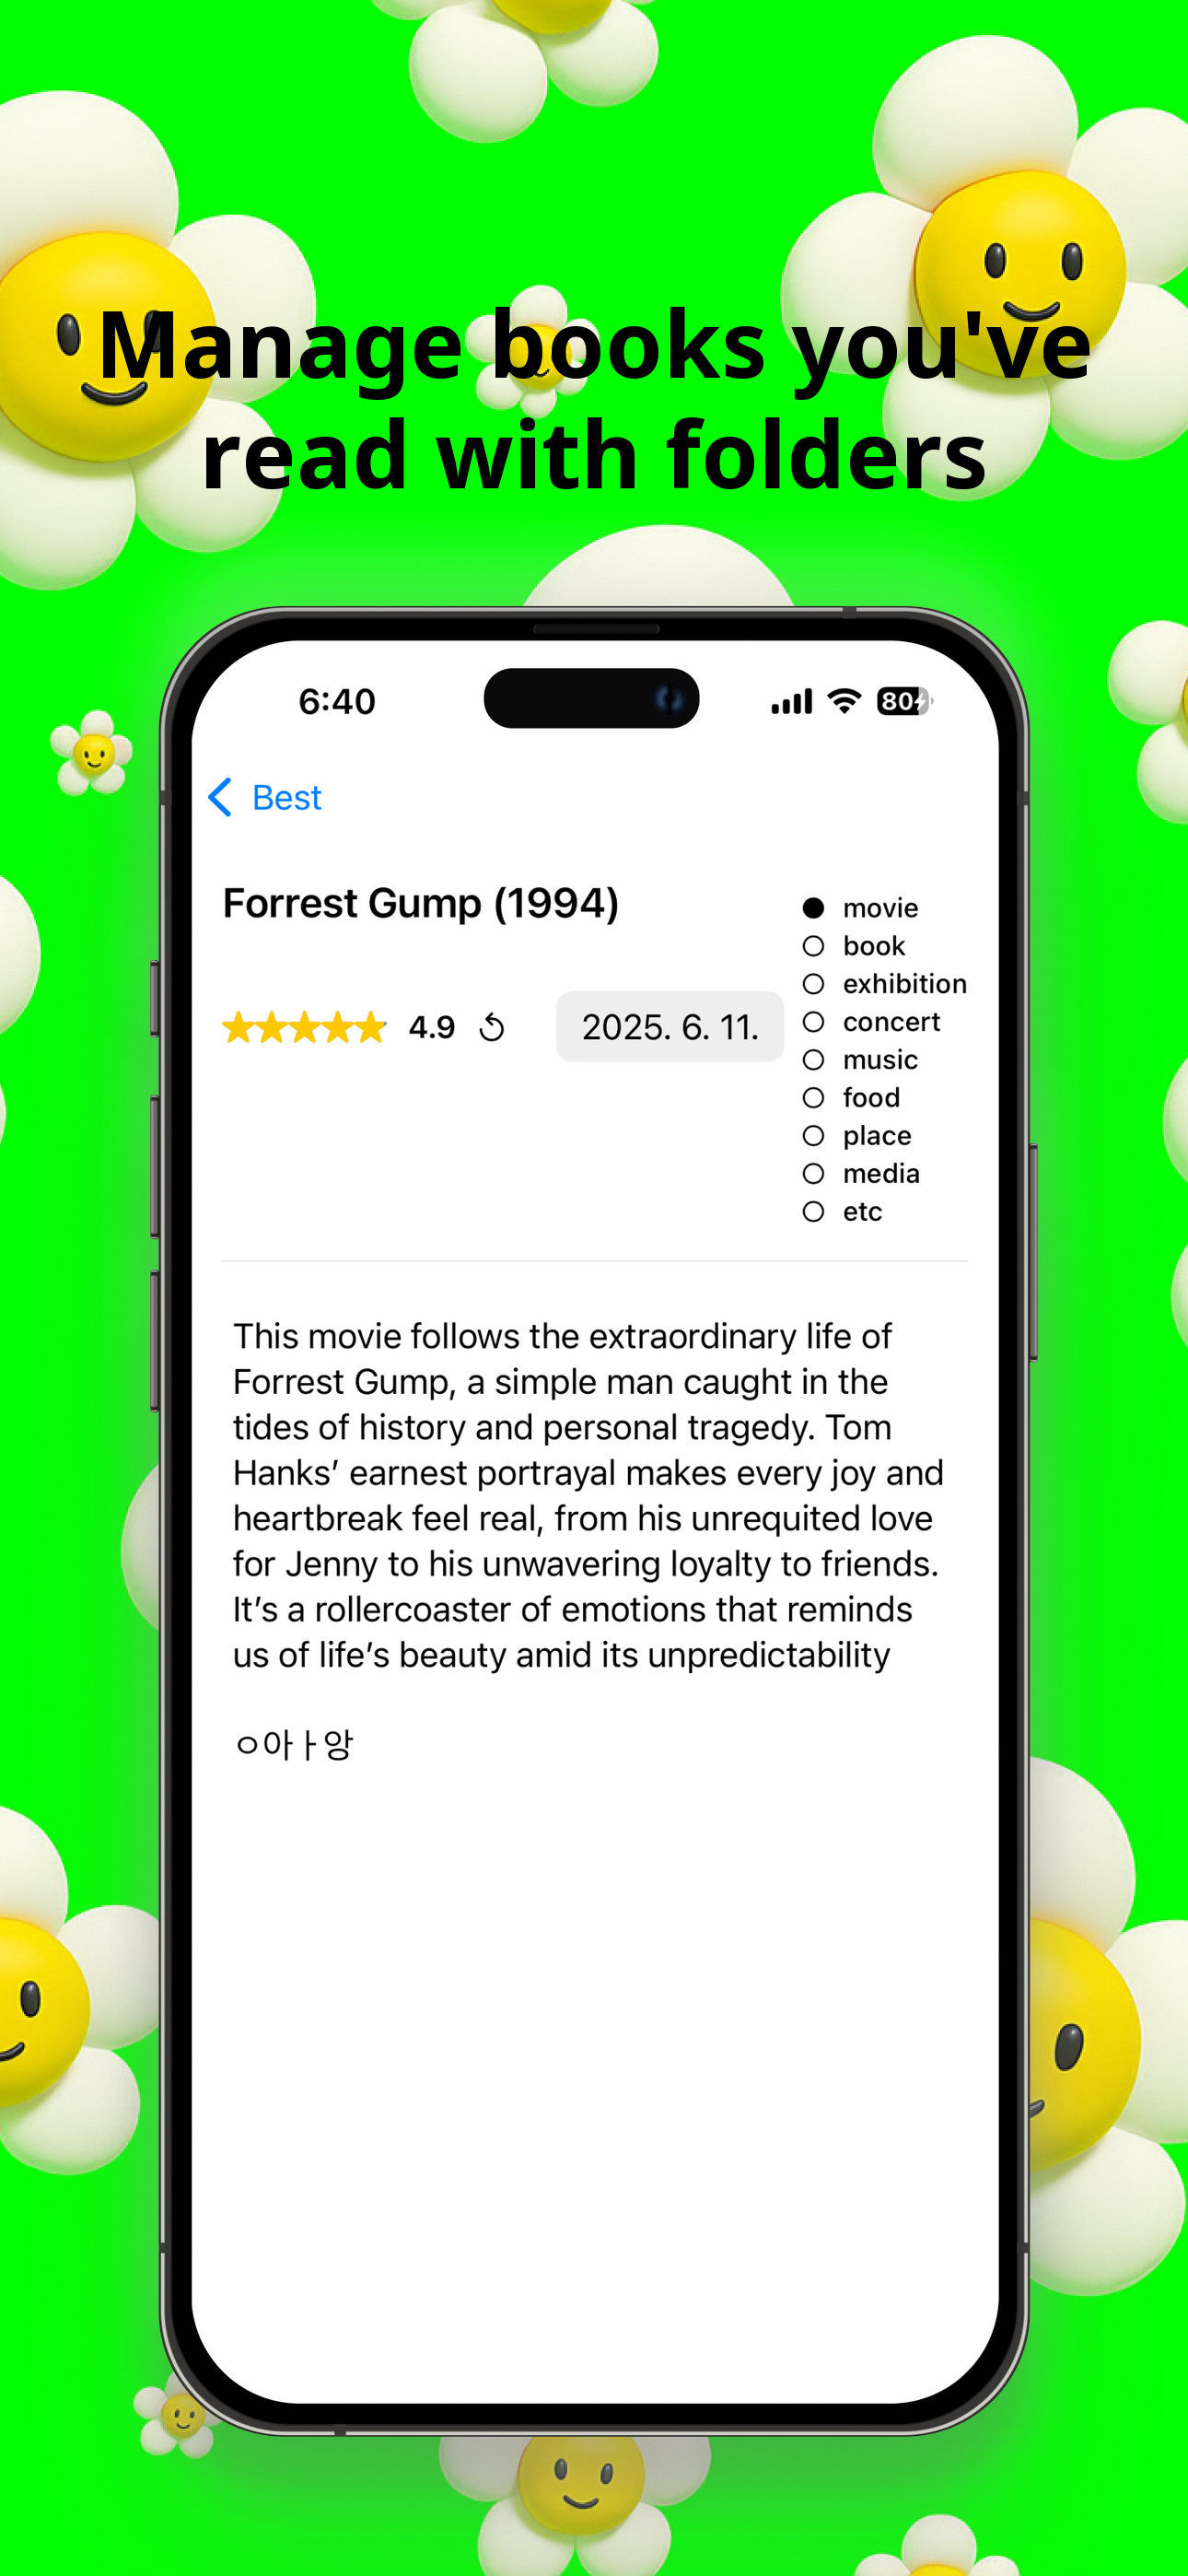 Manage books you've
read with folders
6:40
80
Best
Forrest Gump (1994)
4.9
2025. 6. 11.
movie
book
exhibition
concert
music
food
place
media
etc
This movie follows the extraordinary life of
Forrest Gump, a simple man caught in the
tides of history and personal tragedy. Tom
Hanks’ earnest portrayal makes every joy and
heartbreak feel real, from his unrequited love
for Jenny to his unwavering loyalty to friends.
It’s a rollercoaster of emotions that reminds
us of life’s beauty amid its unpredictability
ㅇ아ㅏ앙